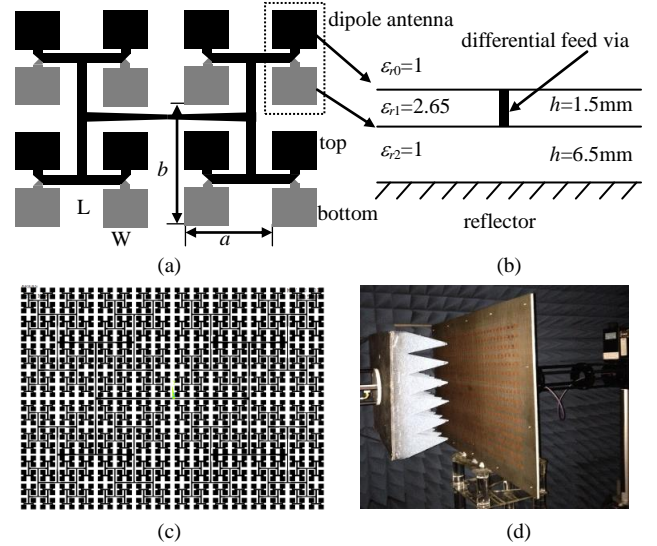 dipole antenna
differential feed via
εr0=1
εr1=2.65
h=1.5mm
εr2=1
h=6.5mm
top
b
L
bottom
W
a
reflector
(a)
(b)
(c)
(d)